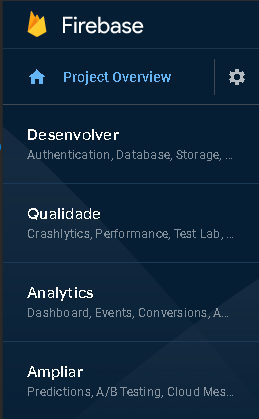 Firebase
Project Overview
Desenvolver
Authentication, Database, Storage, ...
Qualidade
Crashlytics, Performance, Test Lab, ...
Analytics
Dashboard, Events, Conversions, A...
Ampliar
Predictions, A/B Testing, Cloud Mes...